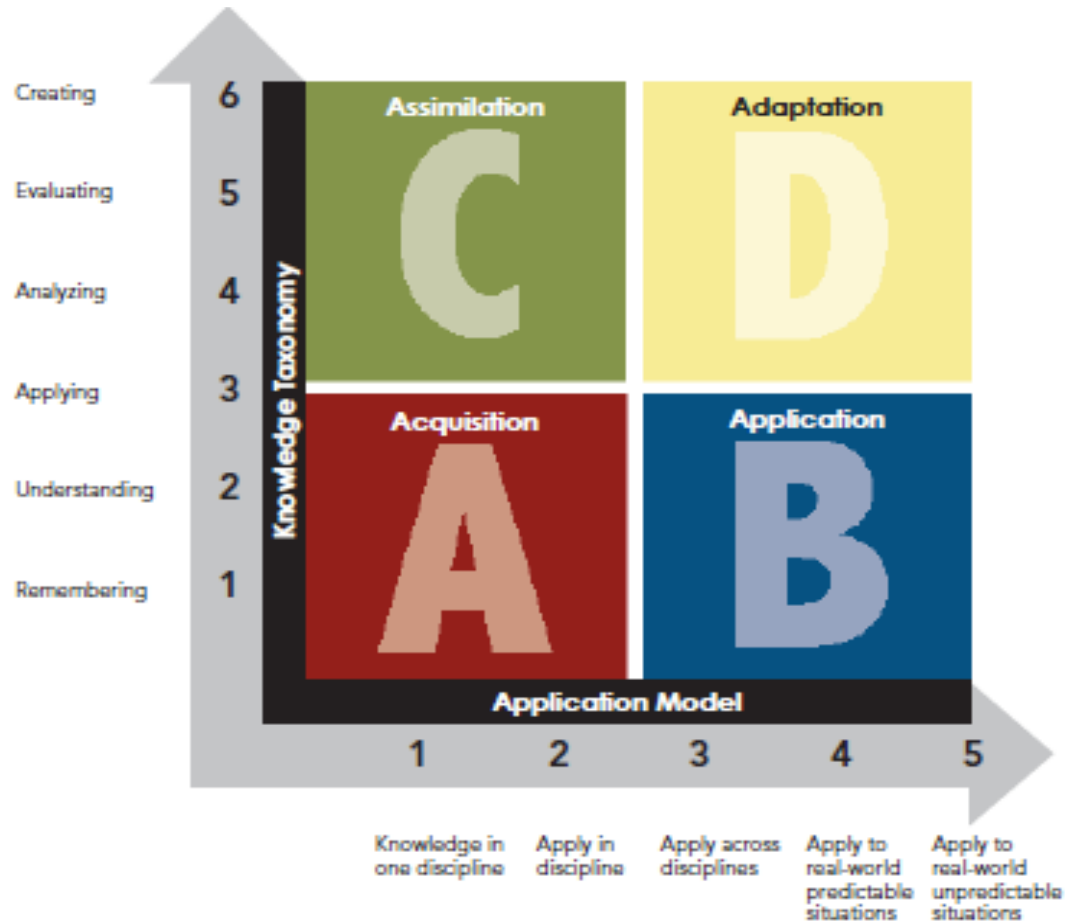 Creating
6
Assimilation
Adaptation
C
D
Evaluating
5
Analyzing
4
Applying
3
Knowledge Taxonomy
Acquisition
Application
A
B
Understanding
2
Remembering
1
Application Model
1 2 3 4 5
Knowledge in
one discipline
Apply in
discipline
Apply across
disciplines
Apply to
real-world
predictable
situations
Apply to
real-world
unpredictable
situations